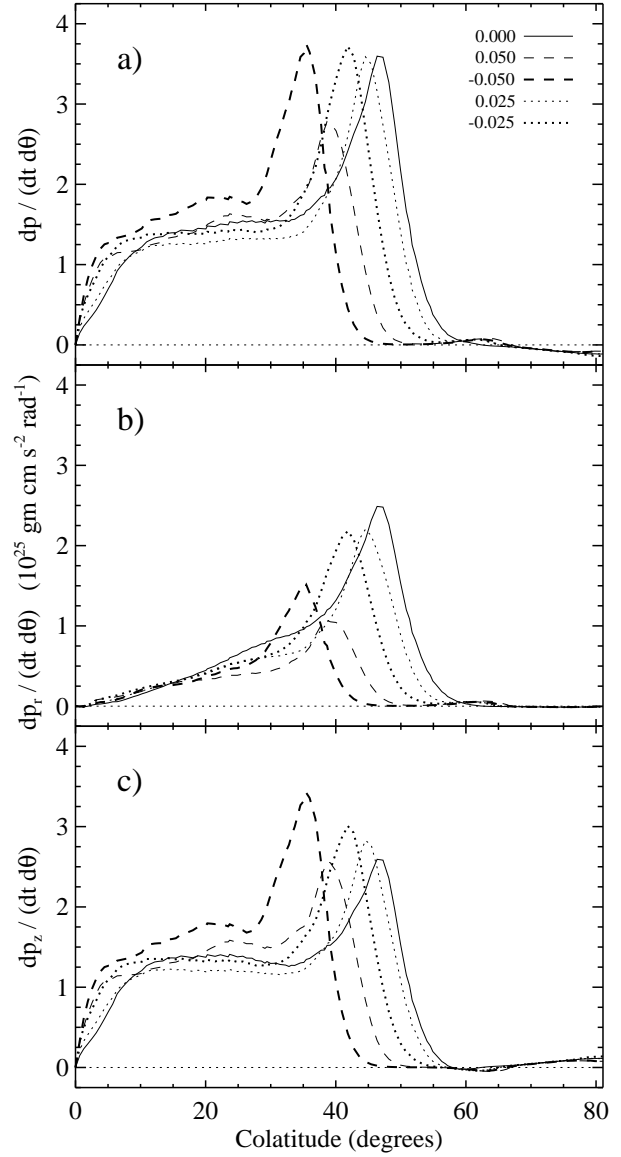 a)
0.000
0.050
-0.050
0.025
-0.025
dp / (dt dθ)
4
3
2
1
0
b)
dp_r / (dt dθ) (10^25 gm cm s^-2 rad^-1)
4
3
2
1
0
c)
dp_z / (dt dθ)
4
3
2
1
0
0 20 40 60 80
Colatitude (degrees)